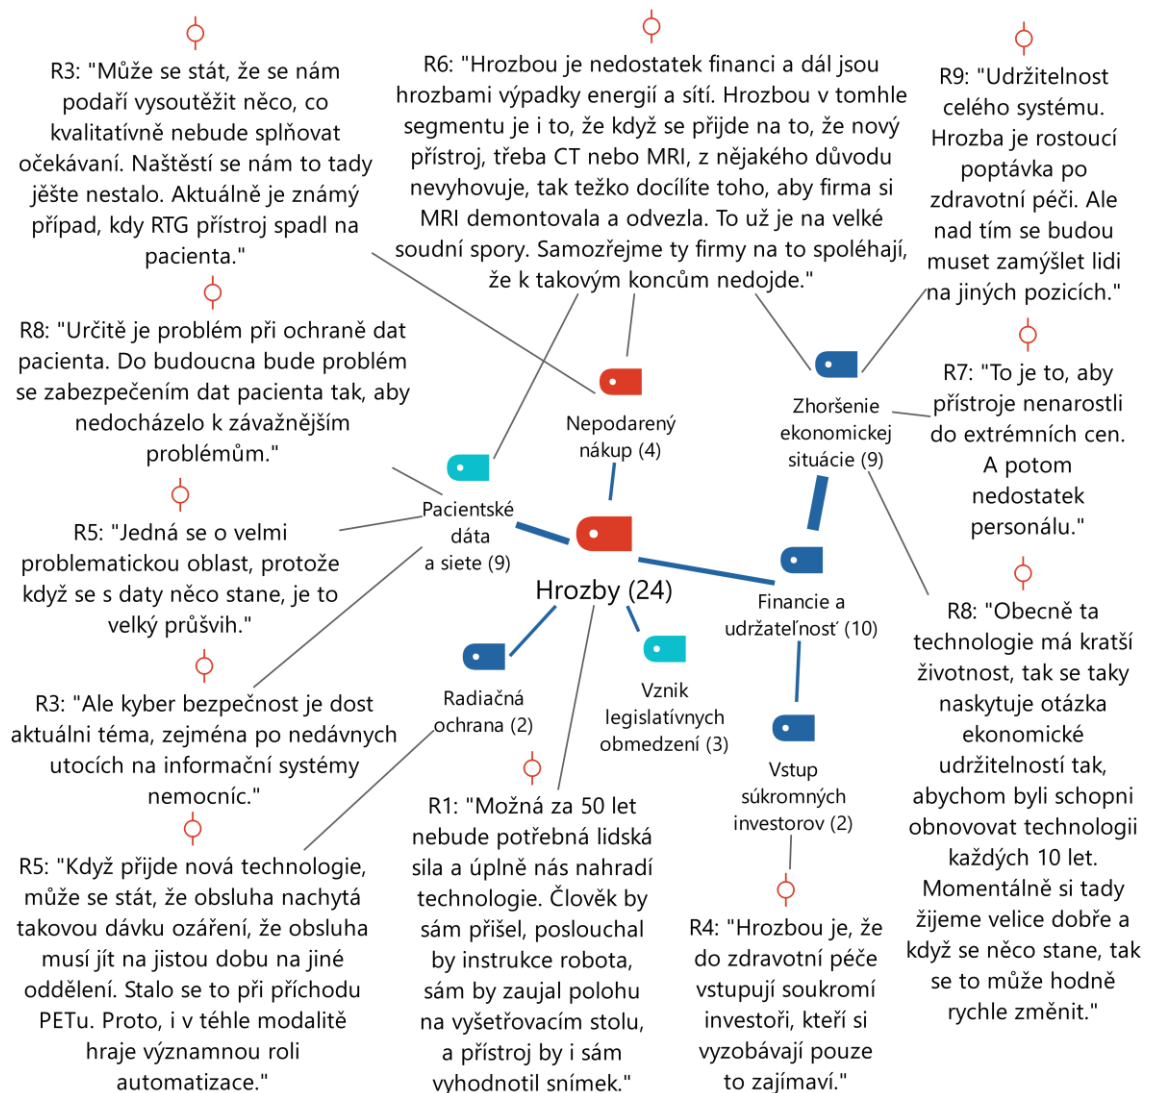 R3: "Může se stát, že se nám
podaří vysoutěžit něco, co
kvalitatívně nebude splňovat
očekávaní. Naštěstí se nám to tady
jěšte nestalo. Aktuálně je známý
případ, kdy RTG přístroj spadl na
pacienta."
R6: "Hrozbou je nedostatek financi a dál jsou
hrozbami výpadky energií a sítí. Hrozbou v tomhle
segmentu je i to, že když se přijde na to, že nový
přístroj, třeba CT nebo MRI, z nějakého důvodu
nevyhovuje, tak težko docílíte toho, aby firma si
MRI demontovala a odvezla. To už je na velké
soudní spory. Samozřejme ty firmy na to spoléhají,
že k takovým koncům nedojde."
R9: "Udržitelnost
celého systému.
Hrozba je rostoucí
poptávka po
zdravotní péči. Ale
nad tím se budou
muset zamýšlet lidi
na jiných pozicích."
R8: "Určitě je problém při ochraně dat
pacienta. Do budoucna bude problém
se zabezpečením dat pacienta tak, aby
nedocházelo k závažnějším
problémům."
R7: "To je to, aby
přístroje nenarostli
do extrémních cen.
A potom
nedostatek
personálu."
Nepodarený
nákup (4)
Zhoršenie
ekonomickej
situácie (9)
Pacientské
dáta
a siete (9)
R5: "Jedná se o velmi
problematickou oblast, protože
když se s daty něco stane, je to
velký průšvih."
Hrozby (24)
Financie a
udržateľnosť (10)
R8: "Obecně ta
technologie má kratší
životnost, tak se taky
naskytuje otázka
ekonomické
udržitelností tak,
abychom byli schopni
obnovovat technologii
každých 10 let.
Momentálně si tady
žijeme velice dobře a
když se něco stane, tak
se to může hodně
rychle změnit."
R3: "Ale kyber bezpečnost je dost
aktuálni téma, zejména po nedávnych
utocích na informační systémy
nemocníc."
Radiačná
ochrana (2)
Vznik
legislatívnych
obmedzení (3)
Vstup
súkromných
investorov (2)
R5: "Když přijde nová technologie,
může se stát, že obsluha nachytá
takovou dávku ozáření, že obsluha
musí jít na jistou dobu na jiné
oddělení. Stalo se to při příchodu
PETu. Proto, i v téhle modalitě
hraje významnou roli
automatizace."
R1: "Možná za 50 let
nebude potřebná lidská
sila a úplně nás nahradí
technologie. Člověk by
sám přišel, poslouchal
by instrukce robota,
sám by zaujal polohu
na vyšetřovacím stolu,
a přístroj by i sám
vyhodnotil snímek."
R4: "Hrozbou je, že
do zdravotní péče
vstupují soukromí
investoři, kteří si
vyzobávají pouze
to zajímaví."